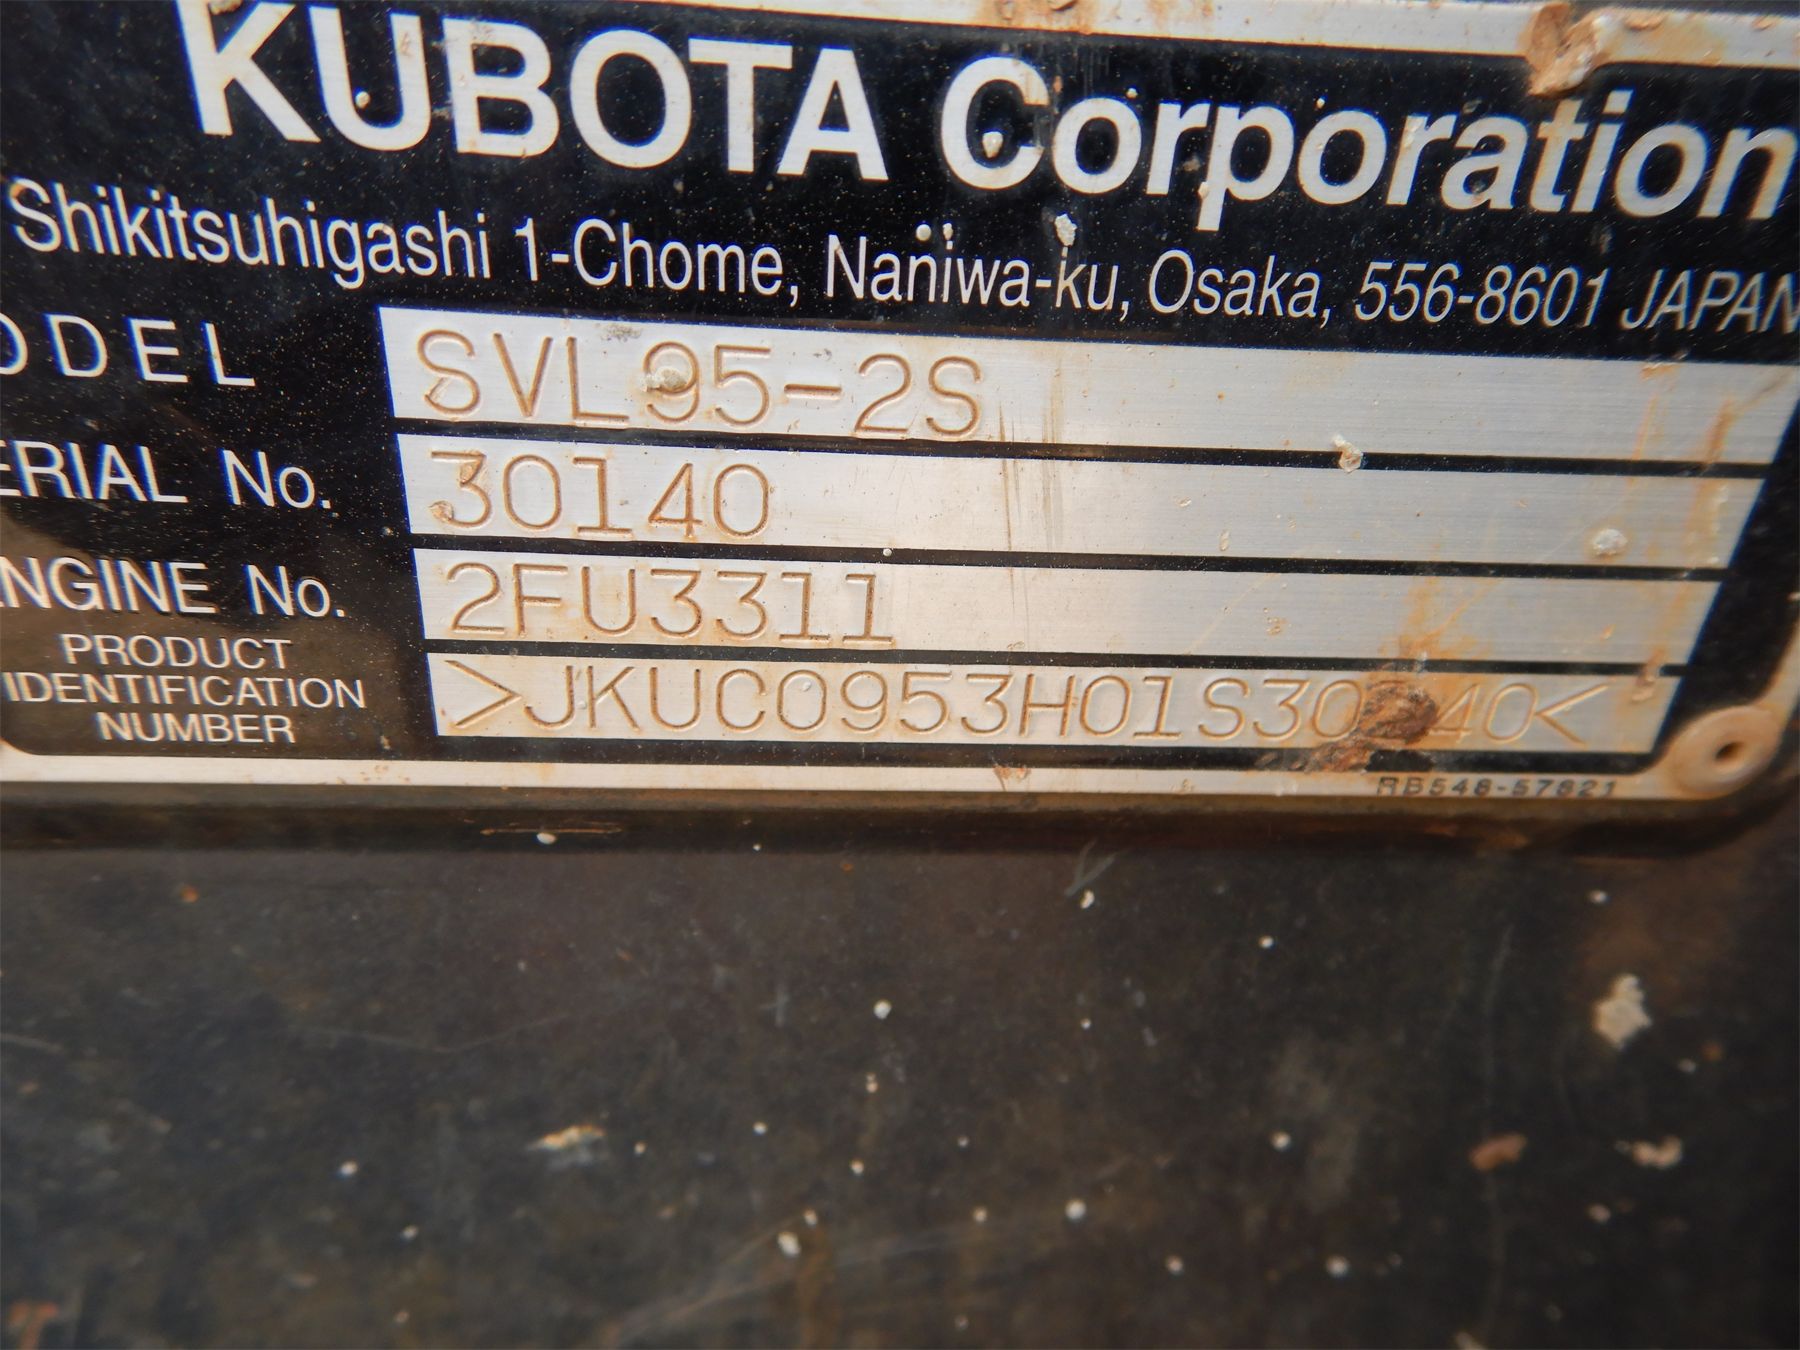 KUBOTA Corporation
Shikitsuhigashi 1-Chome, Naniwa-ku, Osaka, 556-8601 JAPAN
ODEL SVL95-2S
ERIAL No. 30140
NGINE No. 2FU3311
PRODUCT
IDENTIFICATION
NUMBER
>JKUC0953H01S30140<
RB548-57821